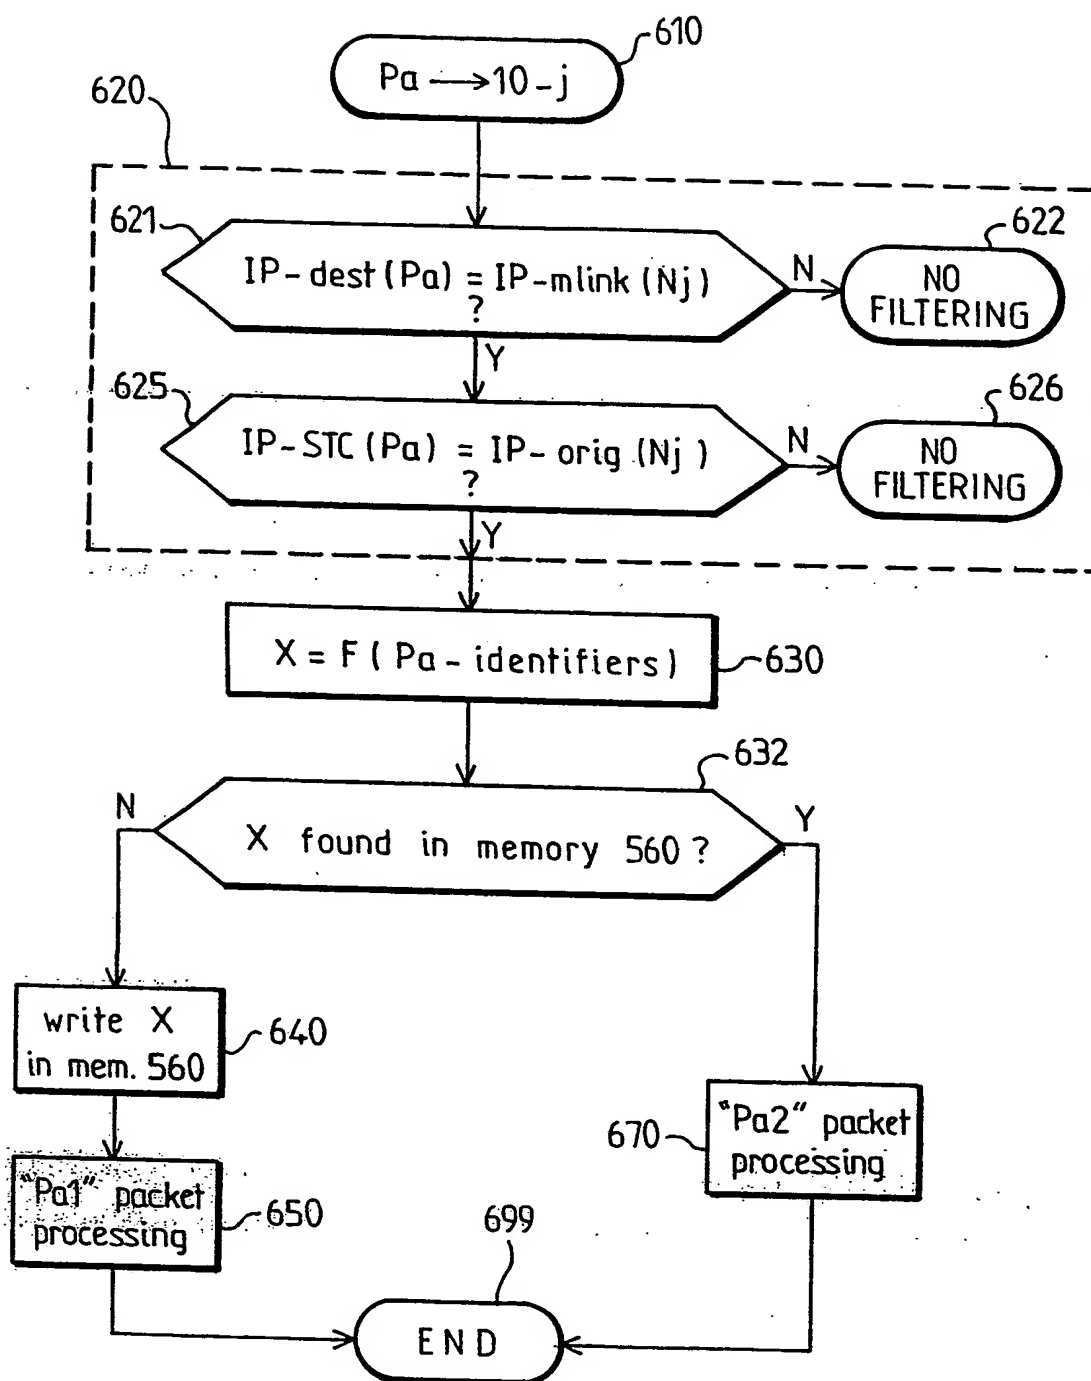 610
Pa → 10-j
620
621
622
IP-dest (Pa) = IP-mlink (Nj)
?
N
NO
FILTERING
Y
625
626
IP-STC (Pa) = IP-orig (Nj)
?
N
NO
FILTERING
Y
X = F ( Pa - identifiers )
630
632
N
X found in memory 560 ?
Y
write X
in mem. 560
640
"Pa1" packet
processing
650
670
"Pa2" packet
processing
699
END